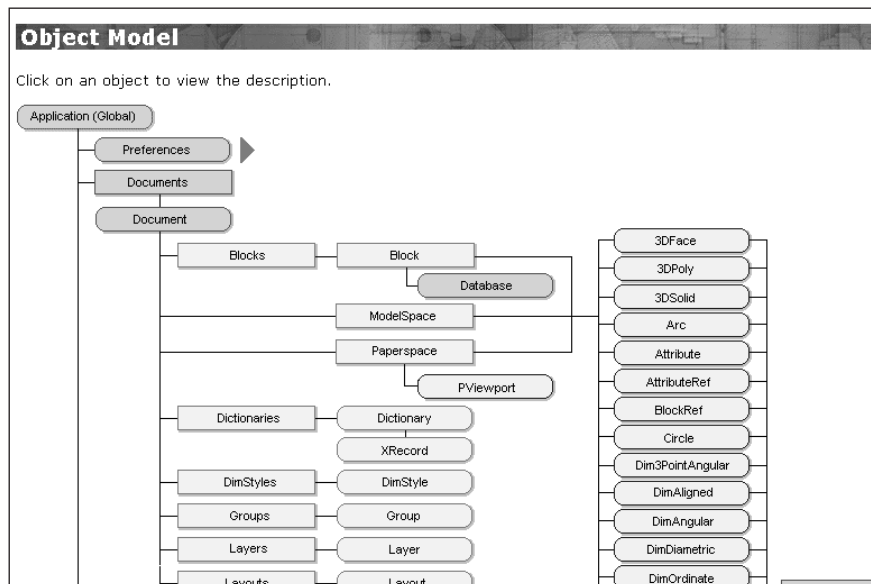 Object Model
Click on an object to view the description.
Application (Global)
Preferences
Documents
Document
Blocks
Block
Database
ModelSpace
Paperspace
PViewport
Dictionaries
Dictionary
XRecord
DimStyles
DimStyle
Groups
Group
Layers
Layer
Layouts
Layout
3DFace
3DPoly
3DSolid
Arc
Attribute
AttributeRef
BlockRef
Circle
Dim3PointAngular
DimAligned
DimAngular
DimDiametric
DimOrdinate